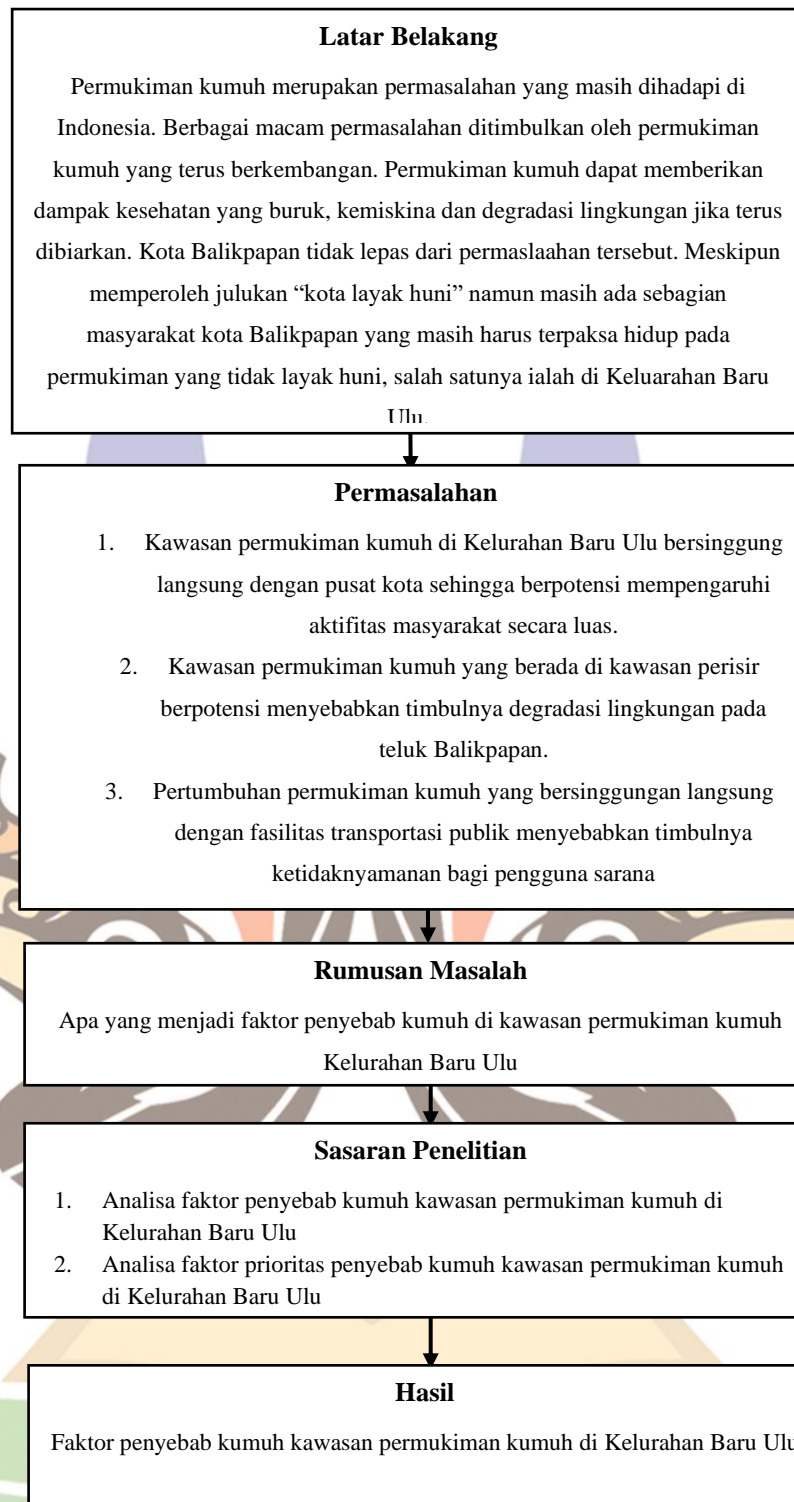 Latar Belakang
Permukiman kumuh merupakan permasalahan yang masih dihadapi di
Indonesia. Berbagai macam permasalahan ditimbulkan oleh permukiman
kumuh yang terus berkembangan. Permukiman kumuh dapat memberikan
dampak kesehatan yang buruk, kemiskina dan degradasi lingkungan jika terus
dibiarkan. Kota Balikpapan tidak lepas dari permaslaahan tersebut. Meskipun
memperoleh julukan “kota layak huni” namun masih ada sebagian
masyarakat kota Balikpapan yang masih harus terpaksa hidup pada
permukiman yang tidak layak huni, salah satunya ialah di Keluarahan Baru
Ulu.
Permasalahan
1. Kawasan permukiman kumuh di Kelurahan Baru Ulu bersinggung
langsung dengan pusat kota sehingga berpotensi mempengaruhi
aktifitas masyarakat secara luas.
2. Kawasan permukiman kumuh yang berada di kawasan perisir
berpotensi menyebabkan timbulnya degradasi lingkungan pada
teluk Balikpapan.
3. Pertumbuhan permukiman kumuh yang bersinggungan langsung
dengan fasilitas transportasi publik menyebabkan timbulnya
ketidaknyamanan bagi pengguna sarana
Rumusan Masalah
Apa yang menjadi faktor penyebab kumuh di kawasan permukiman kumuh
Kelurahan Baru Ulu
Sasaran Penelitian
1. Analisa faktor penyebab kumuh kawasan permukiman kumuh di
Kelurahan Baru Ulu
2. Analisa faktor prioritas penyebab kumuh kawasan permukiman kumuh
di Kelurahan Baru Ulu
Hasil
Faktor penyebab kumuh kawasan permukiman kumuh di Kelurahan Baru Ulu